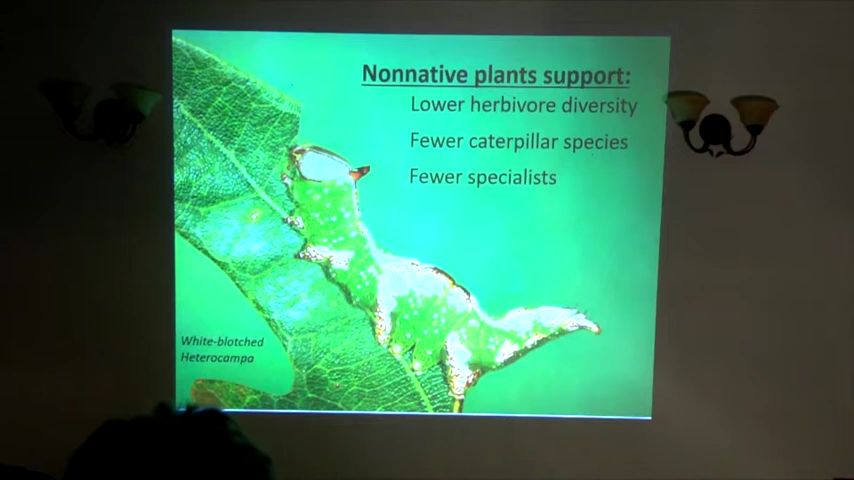 Nonnative plants support:
Lower herbivore diversity
Fewer caterpillar species
Fewer specialists
White-blotched
Heterocampa